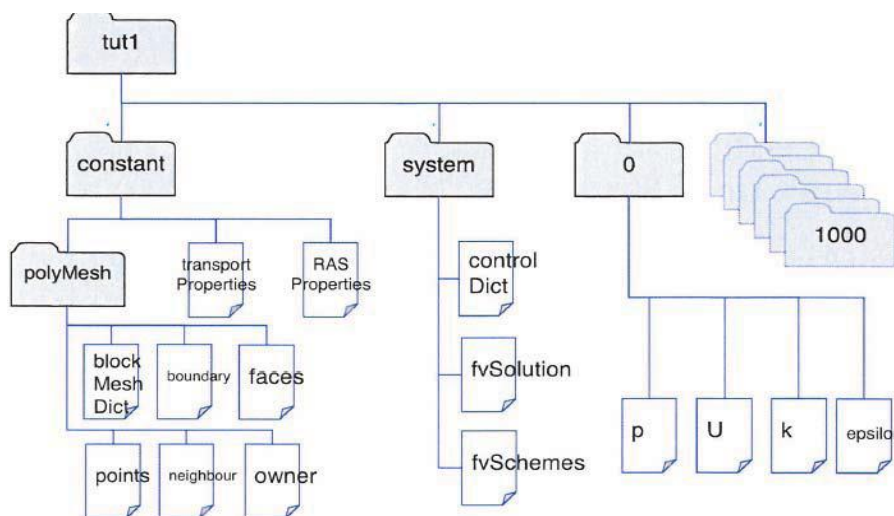 tut1
constant
system
0
1000
polyMesh
transport
Properties
RAS
Properties
control
Dict
block
Mesh
Dict
boundary
faces
fvSolution
p
U
k
epsilo
points
neighbour
owner
fvSchemes